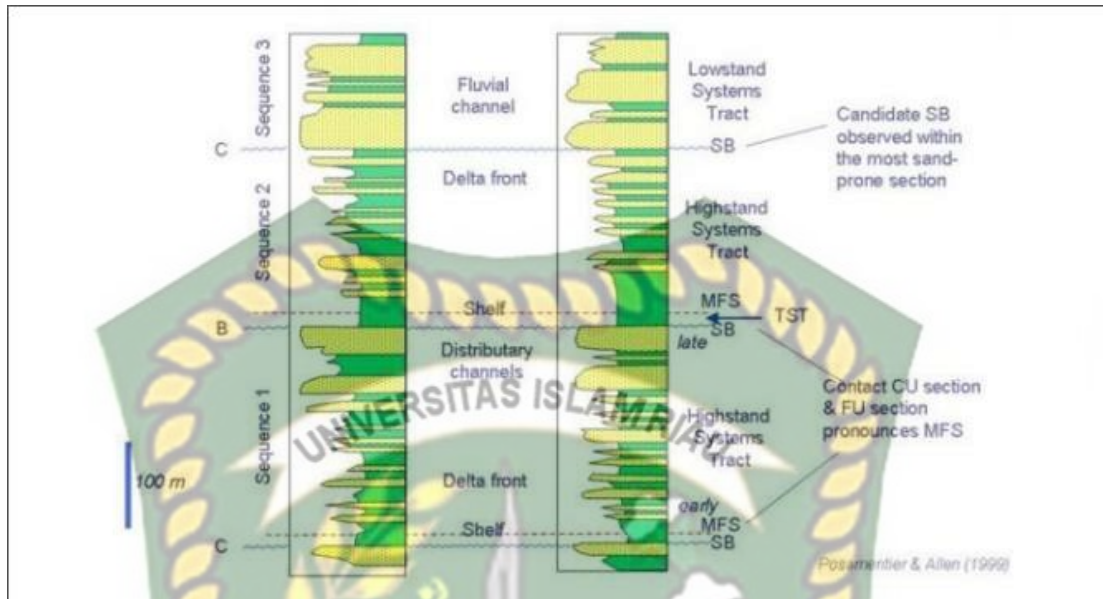 Sequence 3
Sequence 2
Sequence 1
C
B
C
100 m
Fluvial
channel
Delta front
Shelf
Distributary
channels
Delta front
Shelf
Lowstand
Systems
Tract
SB
Highstand
Systems
Tract
MFS
TST
SB
late
Highstand
Systems
Tract
early
MFS
SB
Candidate SB
observed within
the most sand-
prone section
Contact CU section
& FU section
pronounces MFS
Posamentier & Allen (1999)
UNIVERSITAS ISLAM RIAU